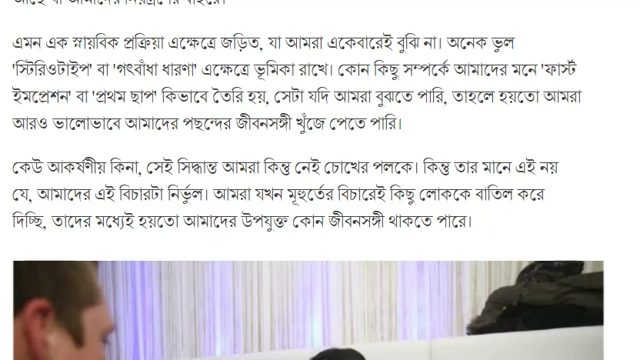 এমন এক স্নায়বিক প্রক্রিয়া এক্ষেত্রে জড়িত, যা আমরা একেবারেই বুঝি না। অনেক ভুল
'স্টিরিওটাইপ' বা 'গৎবাঁধা ধারণা' এক্ষেত্রে ভূমিকা রাখে। কোন কিছু সম্পর্কে আমাদের মনে 'ফার্স্ট
ইমপ্রেশন' বা 'প্রথম ছাপ' কিভাবে তৈরি হয়, সেটা যদি আমরা বুঝতে পারি, তাহলে হয়তো আমরা
আরও ভালোভাবে আমাদের পছন্দের জীবনসঙ্গী খুঁজে পেতে পারি।
কেউ আকর্ষণীয় কিনা, সেই সিদ্ধান্ত আমরা কিন্তু নেই চোখের পলকে। কিন্তু তার মানে এই নয়
যে, আমাদের এই বিচারটা নির্ভুল। আমরা যখন মূহুর্তের বিচারেই কিছু লোককে বাতিল করে
দিচ্ছি, তাদের মধ্যেই হয়তো আমাদের উপযুক্ত কোন জীবনসঙ্গী থাকতে পারে।